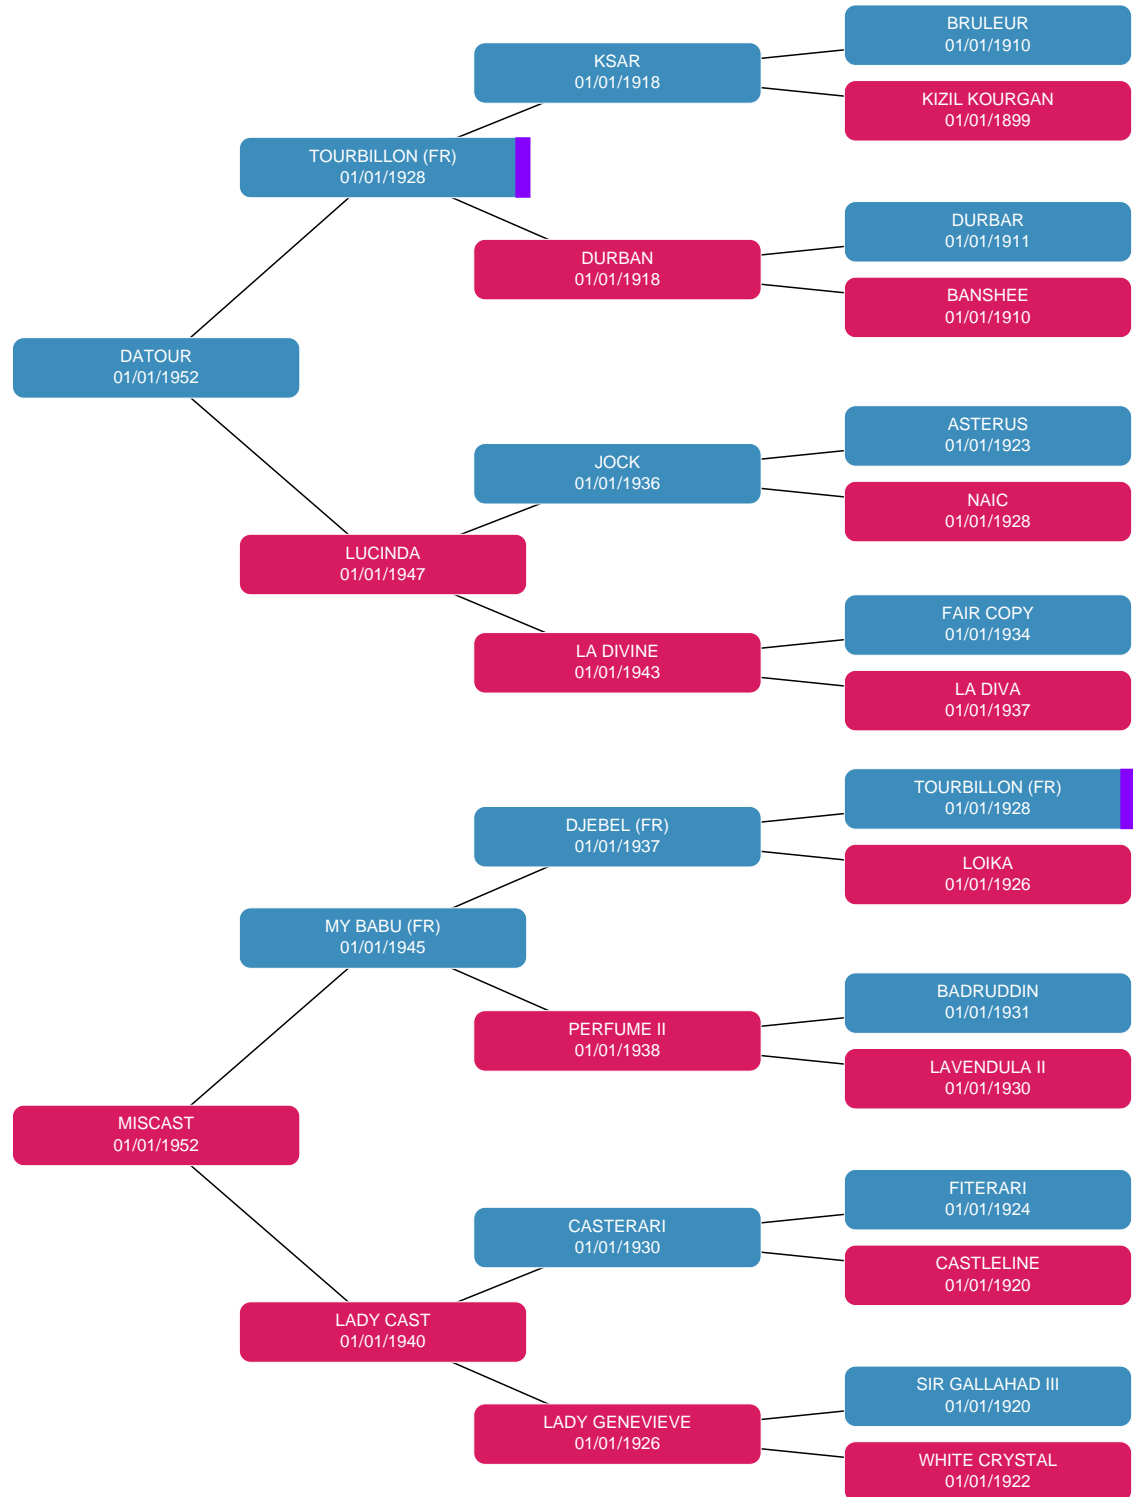 BRULEUR
01/01/1910
KSAR
01/01/1918
KIZIL KOURGAN
01/01/1899
TOURBILLON (FR)
01/01/1928
DURBAR
01/01/1911
DURBAN
01/01/1918
BANSHEE
01/01/1910
DATOUR
01/01/1952
ASTERUS
01/01/1923
JOCK
01/01/1936
NAIC
01/01/1928
LUCINDA
01/01/1947
FAIR COPY
01/01/1934
LA DIVINE
01/01/1943
LA DIVA
01/01/1937
TOURBILLON (FR)
01/01/1928
DJEBEL (FR)
01/01/1937
LOIKA
01/01/1926
MY BABU (FR)
01/01/1945
BADRUDDIN
01/01/1931
PERFUME II
01/01/1938
LAVENDULA II
01/01/1930
MISCAST
01/01/1952
FITERARI
01/01/1924
CASTERARI
01/01/1930
CASTLELINE
01/01/1920
LADY CAST
01/01/1940
SIR GALLAHAD III
01/01/1920
LADY GENEVIEVE
01/01/1926
WHITE CRYSTAL
01/01/1922